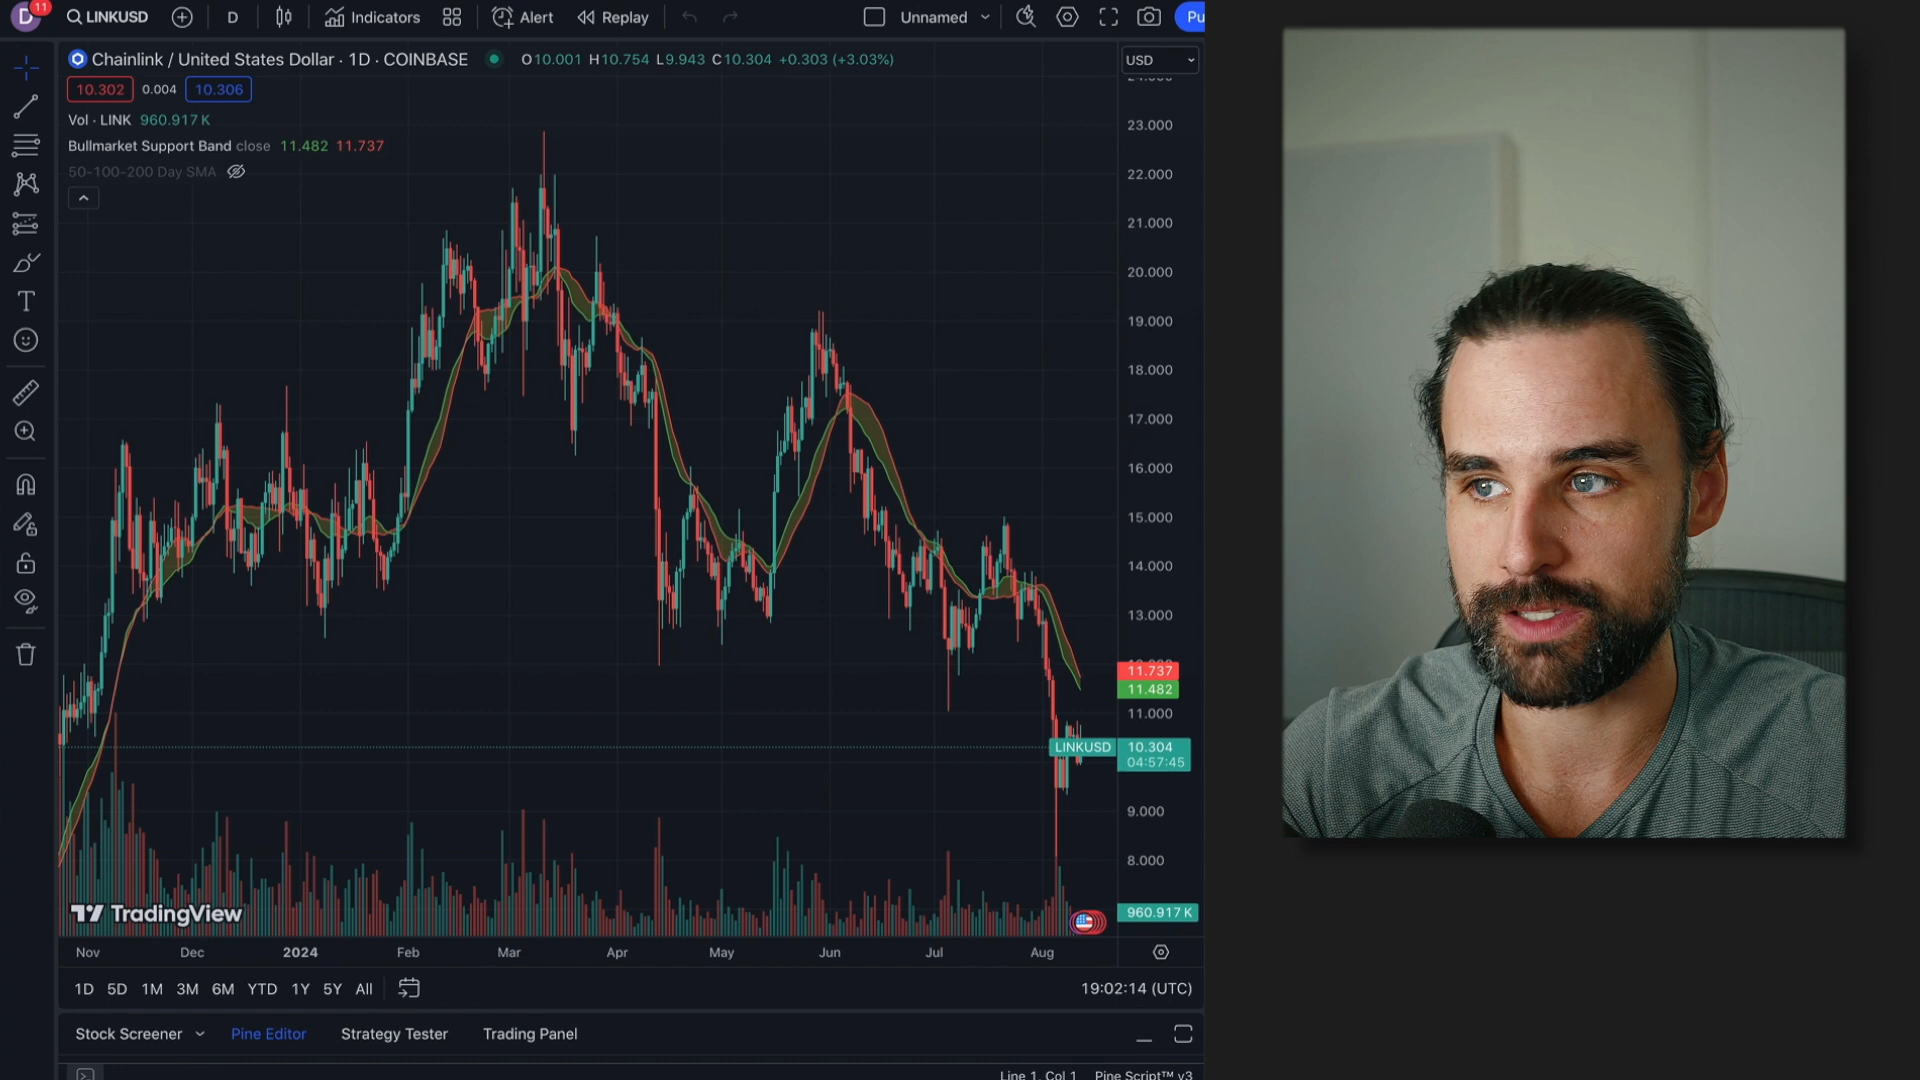 D 11 LINKUSD D Indicators Alert Replay Unnamed Pu
Chainlink / United States Dollar · 1D · COINBASE O10.001 H10.754 L9.943 C10.304 +0.303 (+3.03%) USD
10.302 0.004 10.306
Vol · LINK 960.917 K
Bullmarket Support Band close 11.482 11.737
50-100-200 Day SMA
23.000
22.000
21.000
20.000
19.000
18.000
17.000
16.000
15.000
14.000
13.000
11.737
11.482
11.000
LINKUSD 10.304
04:57:45
9.000
8.000
TradingView 960.917 K
Nov Dec 2024 Feb Mar Apr May Jun Jul Aug
1D 5D 1M 3M 6M YTD 1Y 5Y All 19:02:14 (UTC)
Stock Screener Pine Editor Strategy Tester Trading Panel
Line 1, Col 1 Pine Script™ v3